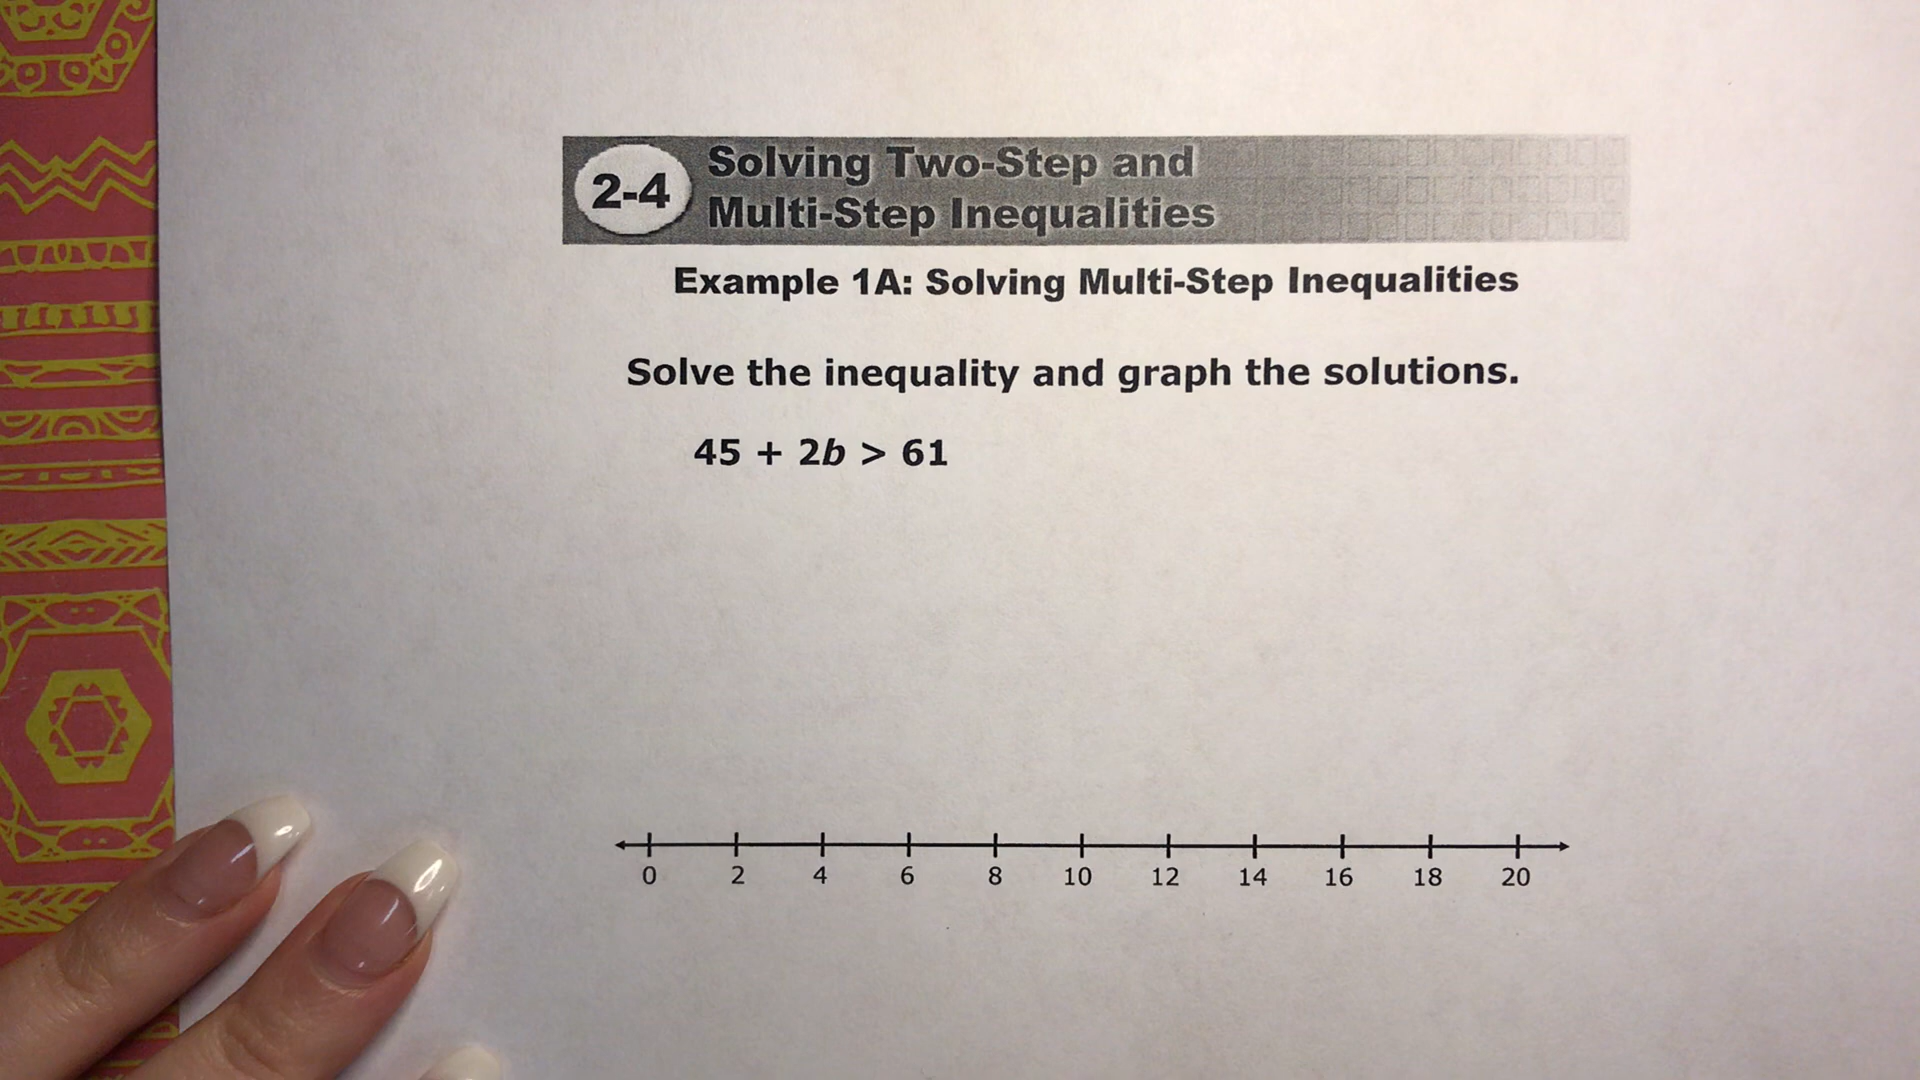 2-4
Solving Two-Step and
Multi-Step Inequalities
Example 1A: Solving Multi-Step Inequalities
Solve the inequality and graph the solutions.
45 + 2b > 61
0 2 4 6 8 10 12 14 16 18 20